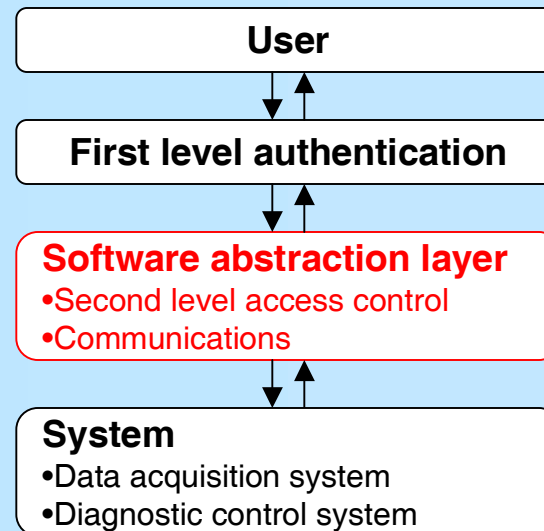 User
First level authentication
Software abstraction layer
•Second level access control
•Communications
System
•Data acquisition system
•Diagnostic control system